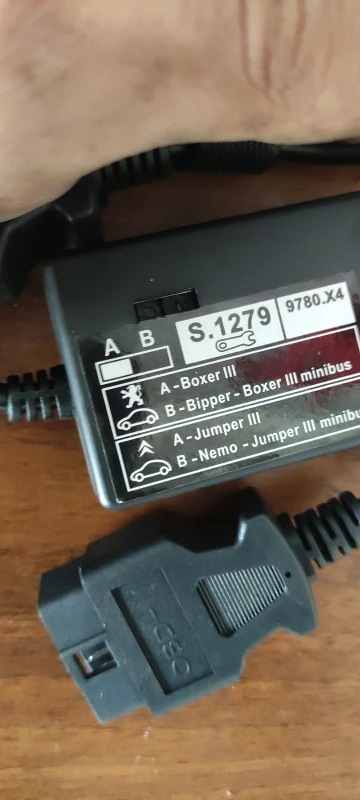 A B
S.1279
9780.X4
A - Boxer III
B - Bipper - Boxer III minibus
A - Jumper III
B - Nemo - Jumper III minibu